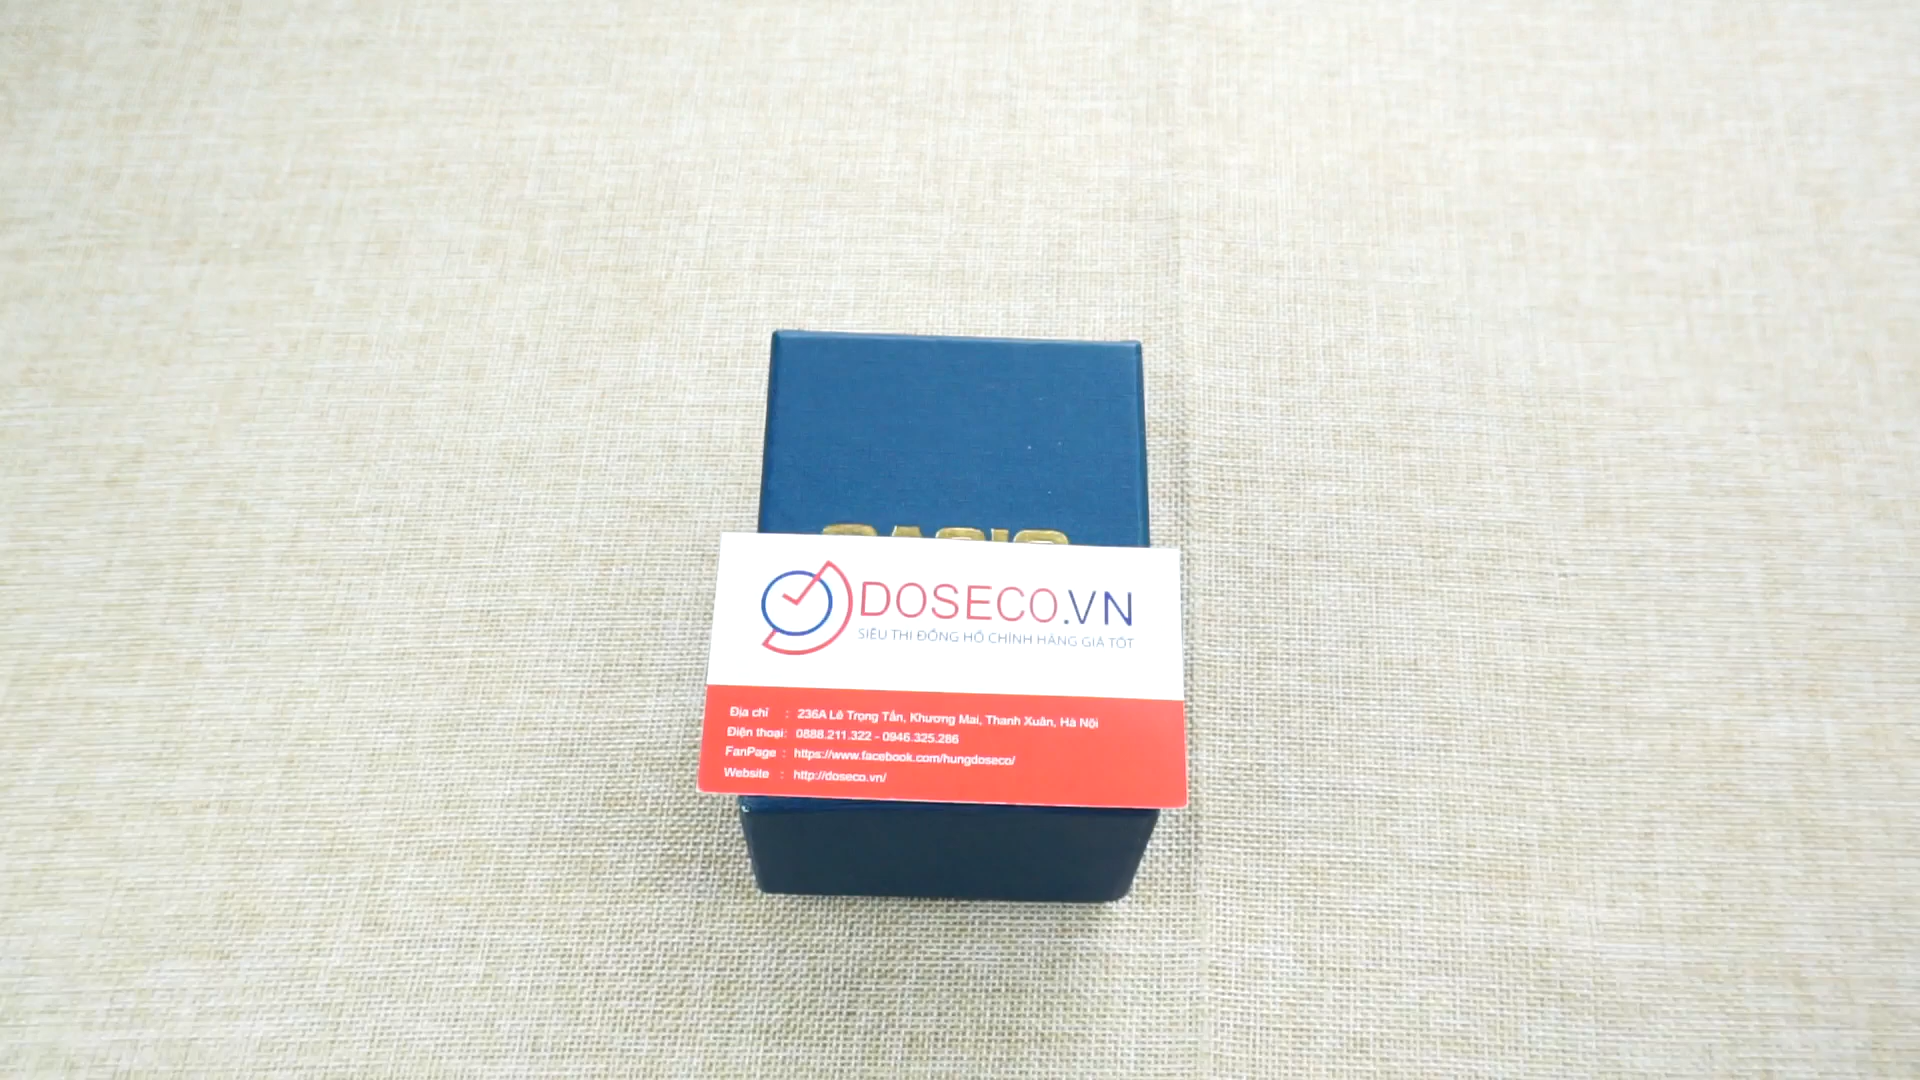 CASIO
DOSECO.VN
SIÊU THỊ ĐỒNG HỒ CHÍNH HÃNG GIÁ TỐT
Địa chỉ : 236A Lê Trọng Tấn, Khương Mai, Thanh Xuân, Hà Nội
Điện thoại: 0888.211.322 - 0946.325.286
FanPage : https://www.facebook.com/hungdoseco/
Website : http://doseco.vn/